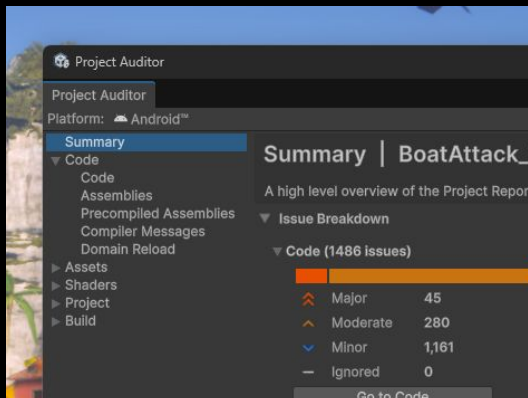 Project Auditor
Project Auditor
Platform: Android™
Summary
Code
Code
Assemblies
Precompiled Assemblies
Compiler Messages
Domain Reload
Assets
Shaders
Project
Build
Summary | BoatAttack_
A high level overview of the Project Repor
Issue Breakdown
Code (1486 issues)
Major 45
Moderate 280
Minor 1,161
Ignored 0
Go to Code